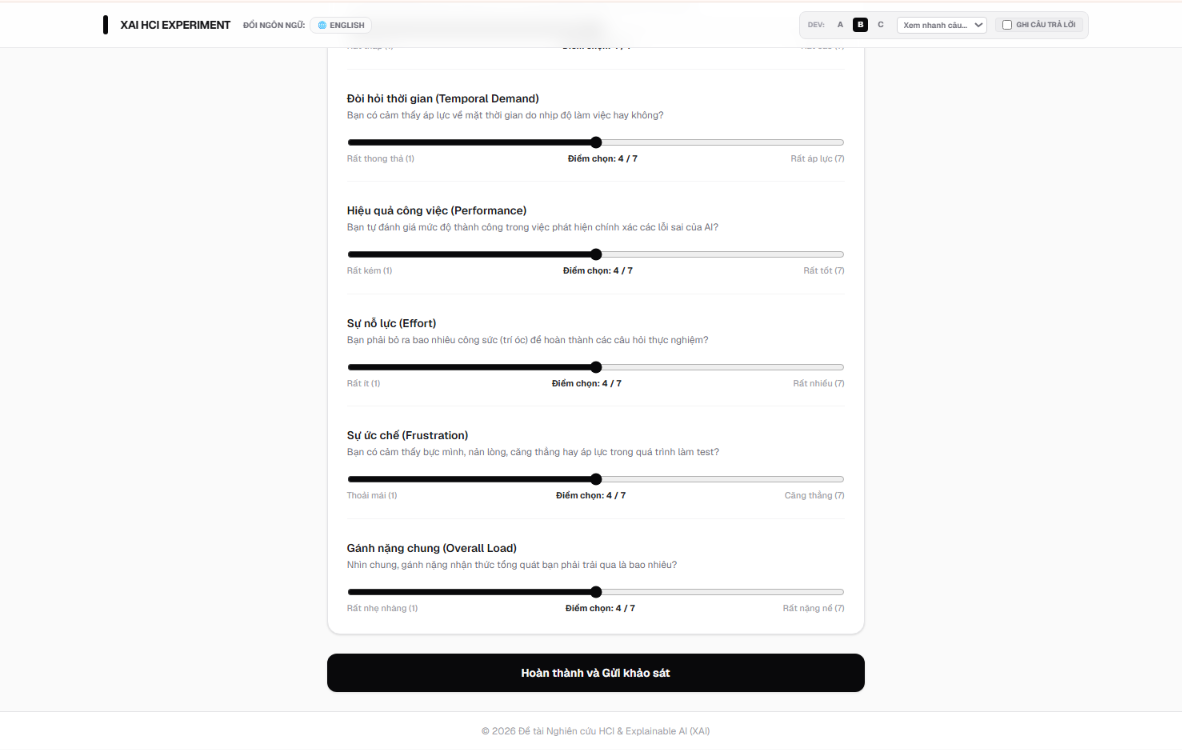 XAI HCI EXPERIMENT
ĐỔI NGÔN NGỮ:
🌐 ENGLISH
DEV: A B C
Xem nhanh câu...
GHI CÂU TRẢ LỜI
Đòi hỏi thời gian (Temporal Demand)
Bạn có cảm thấy áp lực về mặt thời gian do nhịp độ làm việc hay không?
Rất thong thả (1)
Điểm chọn: 4 / 7
Rất áp lực (7)
Hiệu quả công việc (Performance)
Bạn tự đánh giá mức độ thành công trong việc phát hiện chính xác các lỗi sai của AI?
Rất kém (1)
Điểm chọn: 4 / 7
Rất tốt (7)
Sự nỗ lực (Effort)
Bạn phải bỏ ra bao nhiêu công sức (trí óc) để hoàn thành các câu hỏi thực nghiệm?
Rất ít (1)
Điểm chọn: 4 / 7
Rất nhiều (7)
Sự ức chế (Frustration)
Bạn có cảm thấy bực mình, nản lòng, căng thẳng hay áp lực trong quá trình làm test?
Thoải mái (1)
Điểm chọn: 4 / 7
Căng thẳng (7)
Gánh nặng chung (Overall Load)
Nhìn chung, gánh nặng nhận thức tổng quát bạn phải trải qua là bao nhiêu?
Rất nhẹ nhàng (1)
Điểm chọn: 4 / 7
Rất nặng nề (7)
Hoàn thành và Gửi khảo sát
© 2026 Đề tài Nghiên cứu HCI & Explainable AI (XAI)